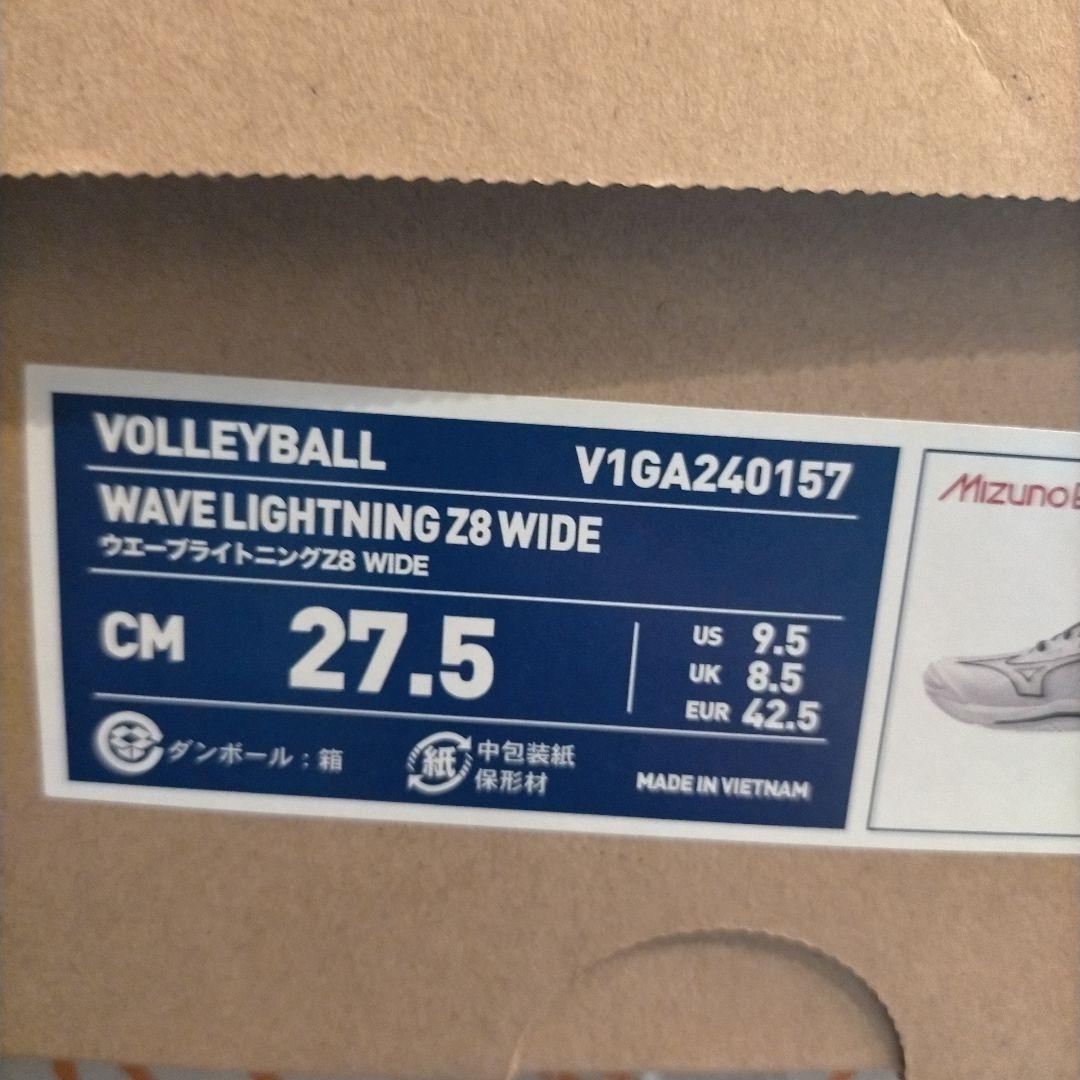 VOLLEYBALL
V1GA240157
WAVE LIGHTNING Z8 WIDE
ウエーブライトニングZ8 WIDE
CM 27.5
US 9.5
UK 8.5
EUR 42.5
ダンボール：箱
紙 中包装紙
保形材
MADE IN VIETNAM
MIZUNO